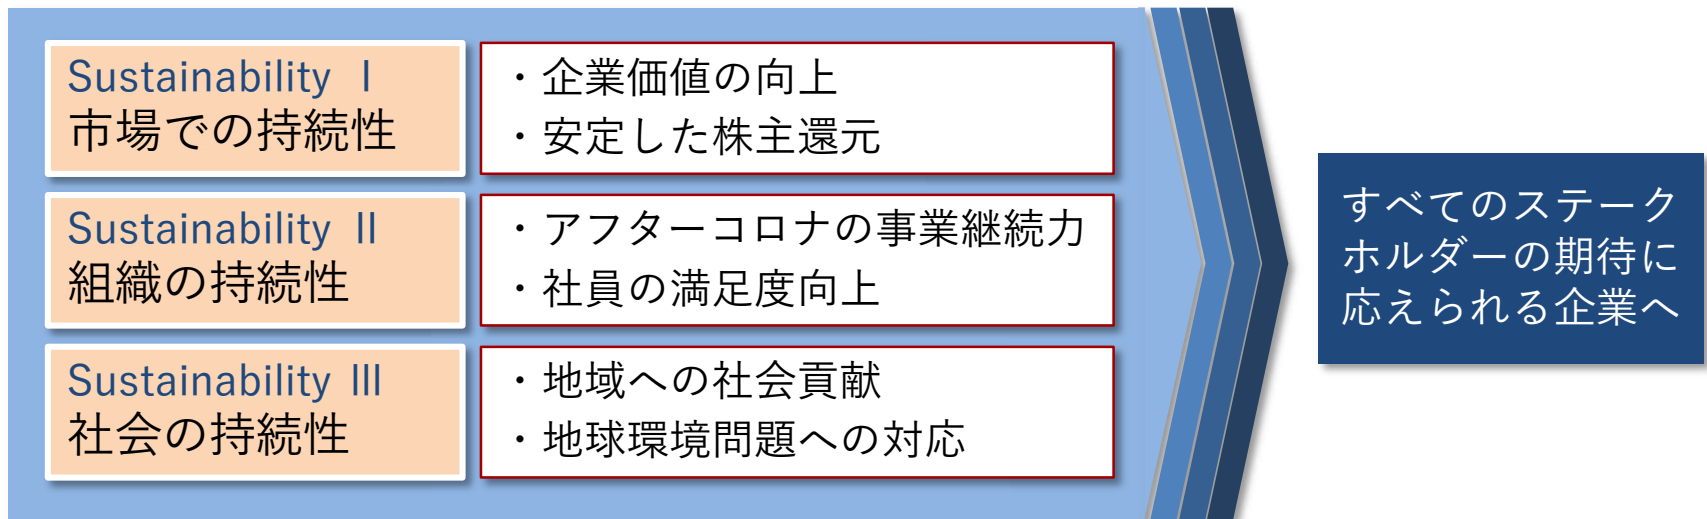 Sustainability Ⅰ
市場での持続性
・企業価値の向上
・安定した株主還元
Sustainability Ⅱ
組織の持続性
・アフターコロナの事業継続力
・社員の満足度向上
Sustainability Ⅲ
社会の持続性
・地域への社会貢献
・地球環境問題への対応
すべてのステーク
ホルダーの期待に
応えられる企業へ